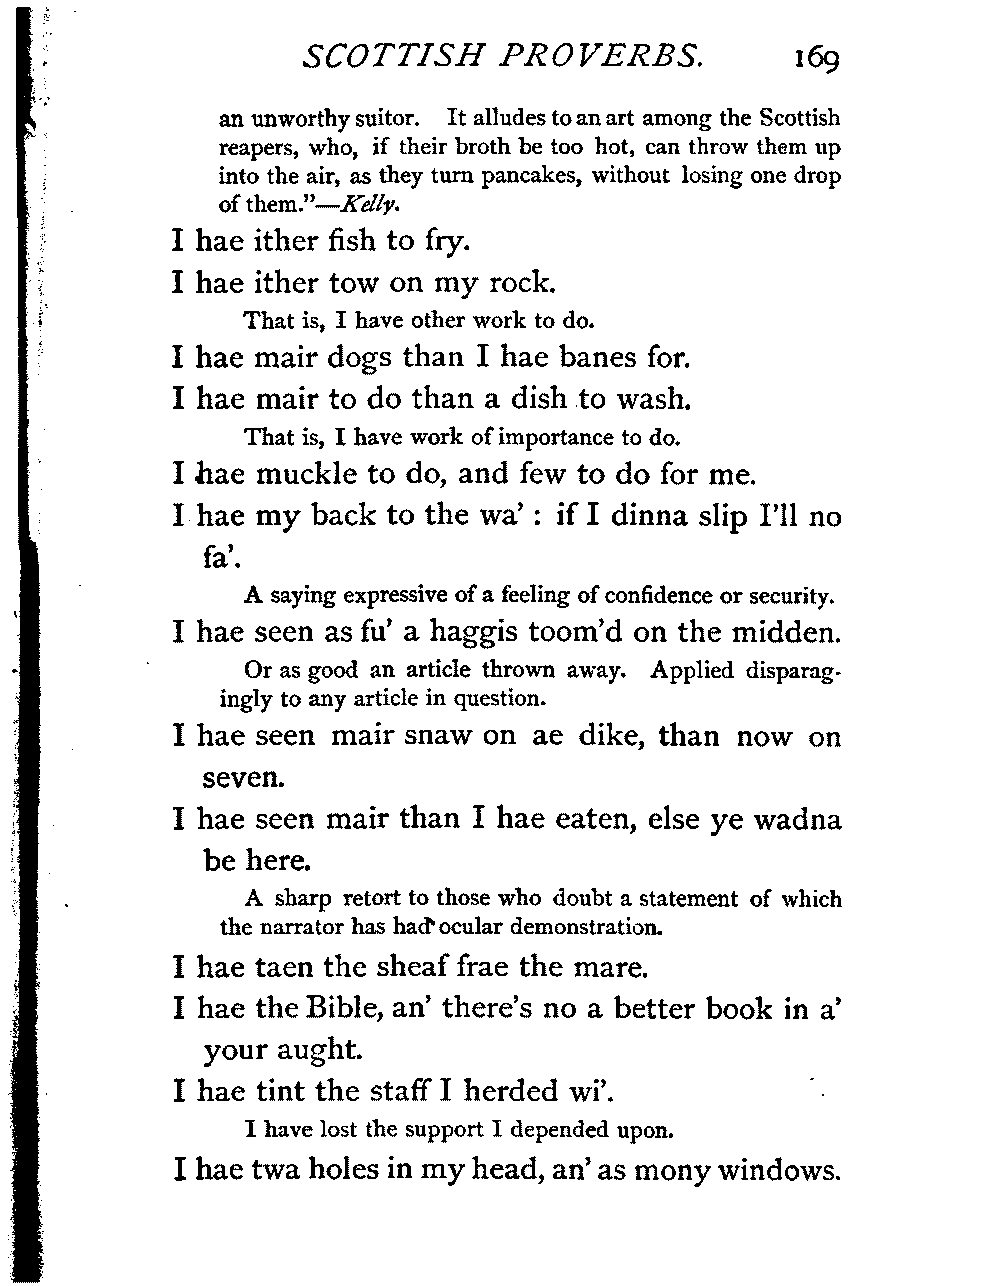 SCOTTISH PROVERBS. 169
an unworthy suitor. It alludes to an art among the Scottish
reapers, who, if their broth be too hot, can throw them up
into the air, as they turn pancakes, without losing one drop
of them.”—Kelly.
I hae ither fish to fry.
I hae ither tow on my rock.
That is, I have other work to do.
I hae mair dogs than I hae banes for.
I hae mair to do than a dish to wash.
That is, I have work of importance to do.
I hae muckle to do, and few to do for me.
I hae my back to the wa’ : if I dinna slip I’ll no
fa’.
A saying expressive of a feeling of confidence or security.
I hae seen as fu’ a haggis toom’d on the midden.
Or as good an article thrown away. Applied disparag-
ingly to any article in question.
I hae seen mair snaw on ae dike, than now on
seven.
I hae seen mair than I hae eaten, else ye wadna
be here.
A sharp retort to those who doubt a statement of which
the narrator has had ocular demonstration.
I hae taen the sheaf frae the mare.
I hae the Bible, an’ there’s no a better book in a’
your aught.
I hae tint the staff I herded wi’.
I have lost the support I depended upon.
I hae twa holes in my head, an’ as mony windows.